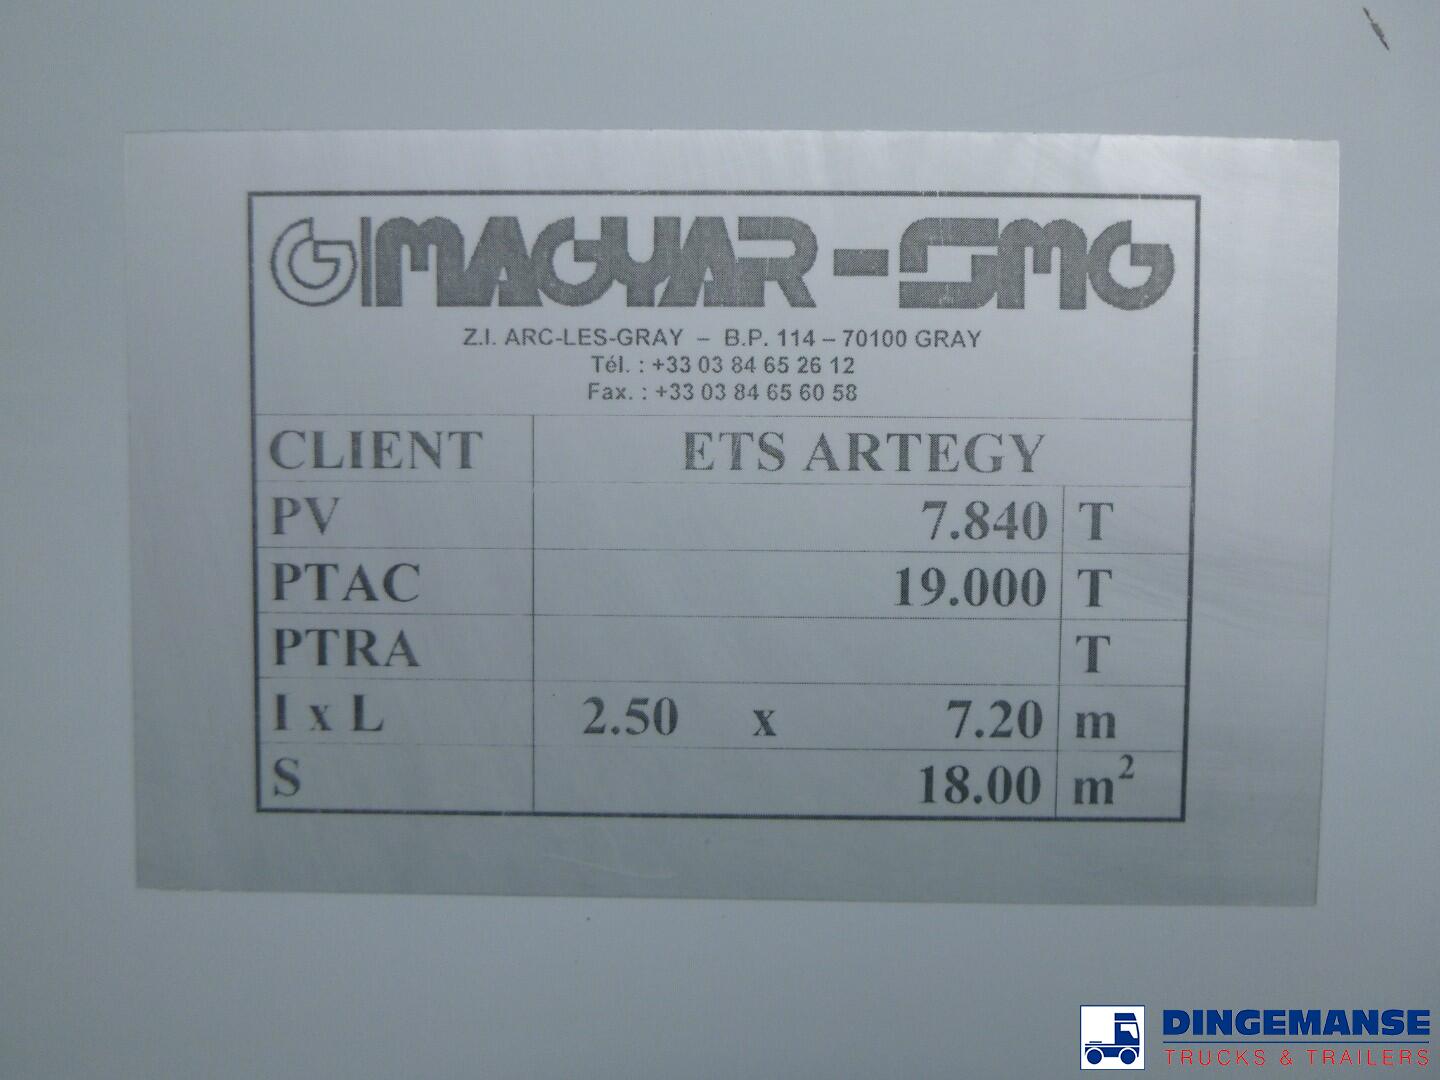 G MAGYAR-SMG
Z.I. ARC-LES-GRAY – B.P. 114 – 70100 GRAY
Tél. : +33 03 84 65 26 12
Fax. : +33 03 84 65 60 58
CLIENT ETS ARTEGY
PV 7.840 T
PTAC 19.000 T
PTRA T
l x L 2.50 x 7.20 m
S 18.00 m²
DINGEMANSE
TRUCKS & TRAILERS